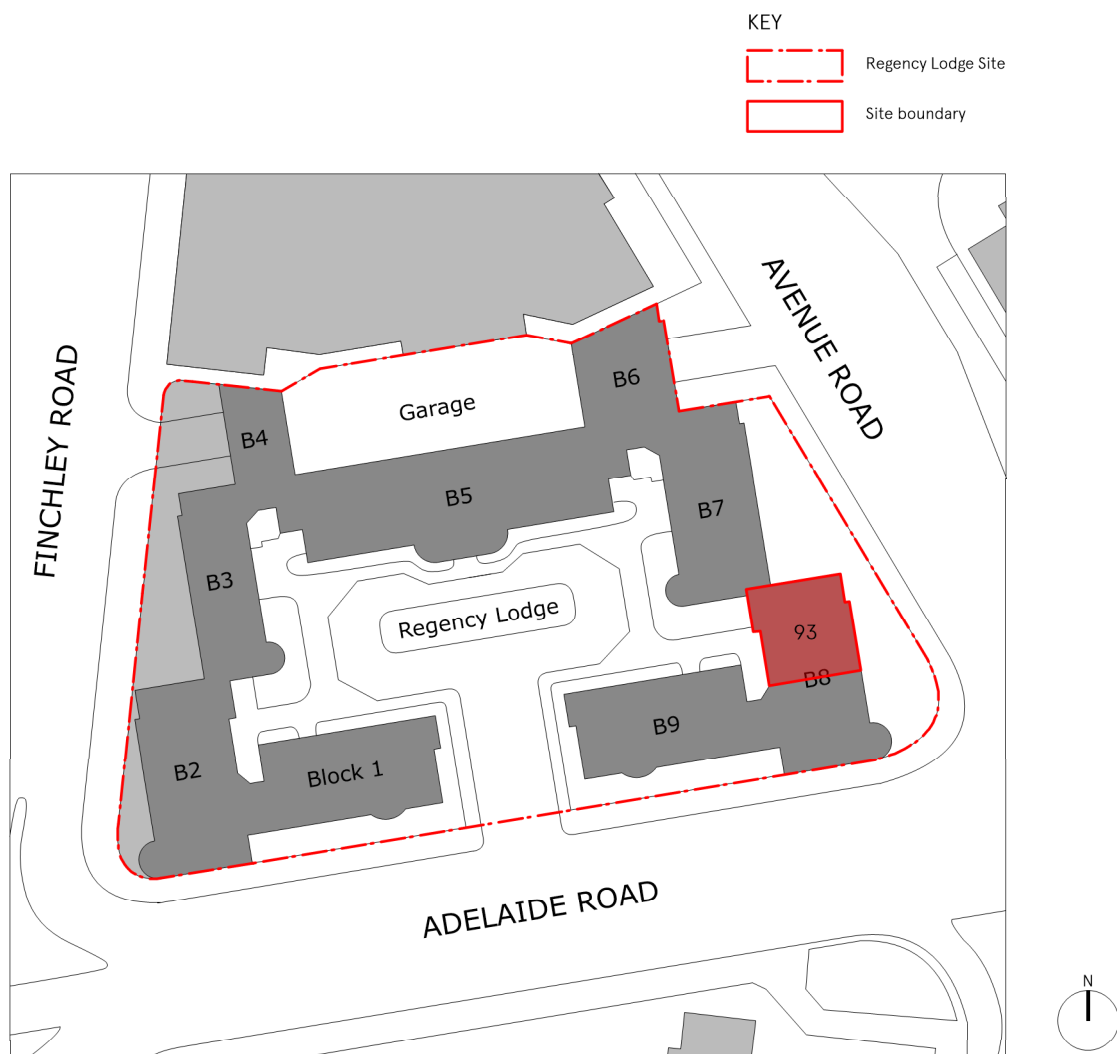 KEY
Regency Lodge Site
Site boundary
FINCHLEY ROAD
AVENUE ROAD
B6
Garage
B4
B5
B7
B3
Regency Lodge
93
B8
B9
B2
Block 1
ADELAIDE ROAD
N